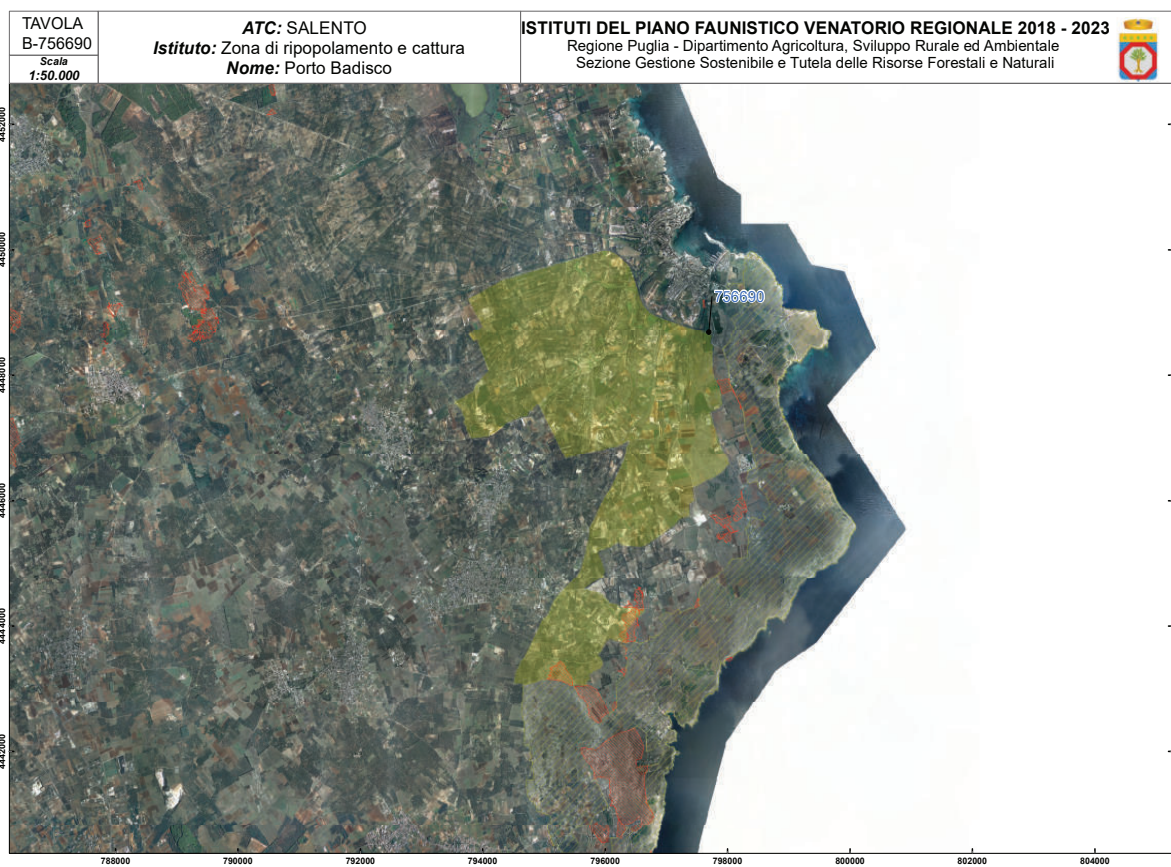 TAVOLA
B-756690
Scala
1:50.000
ATC: SALENTO
Istituto: Zona di ripopolamento e cattura
Nome: Porto Badisco
ISTITUTI DEL PIANO FAUNISTICO VENATORIO REGIONALE 2018 - 2023
Regione Puglia - Dipartimento Agricoltura, Sviluppo Rurale ed Ambientale
Sezione Gestione Sostenibile e Tutela delle Risorse Forestali e Naturali
4452000
4450000
756690
4448000
4446000
4444000
4442000
788000 790000 792000 794000 796000 798000 800000 802000 804000